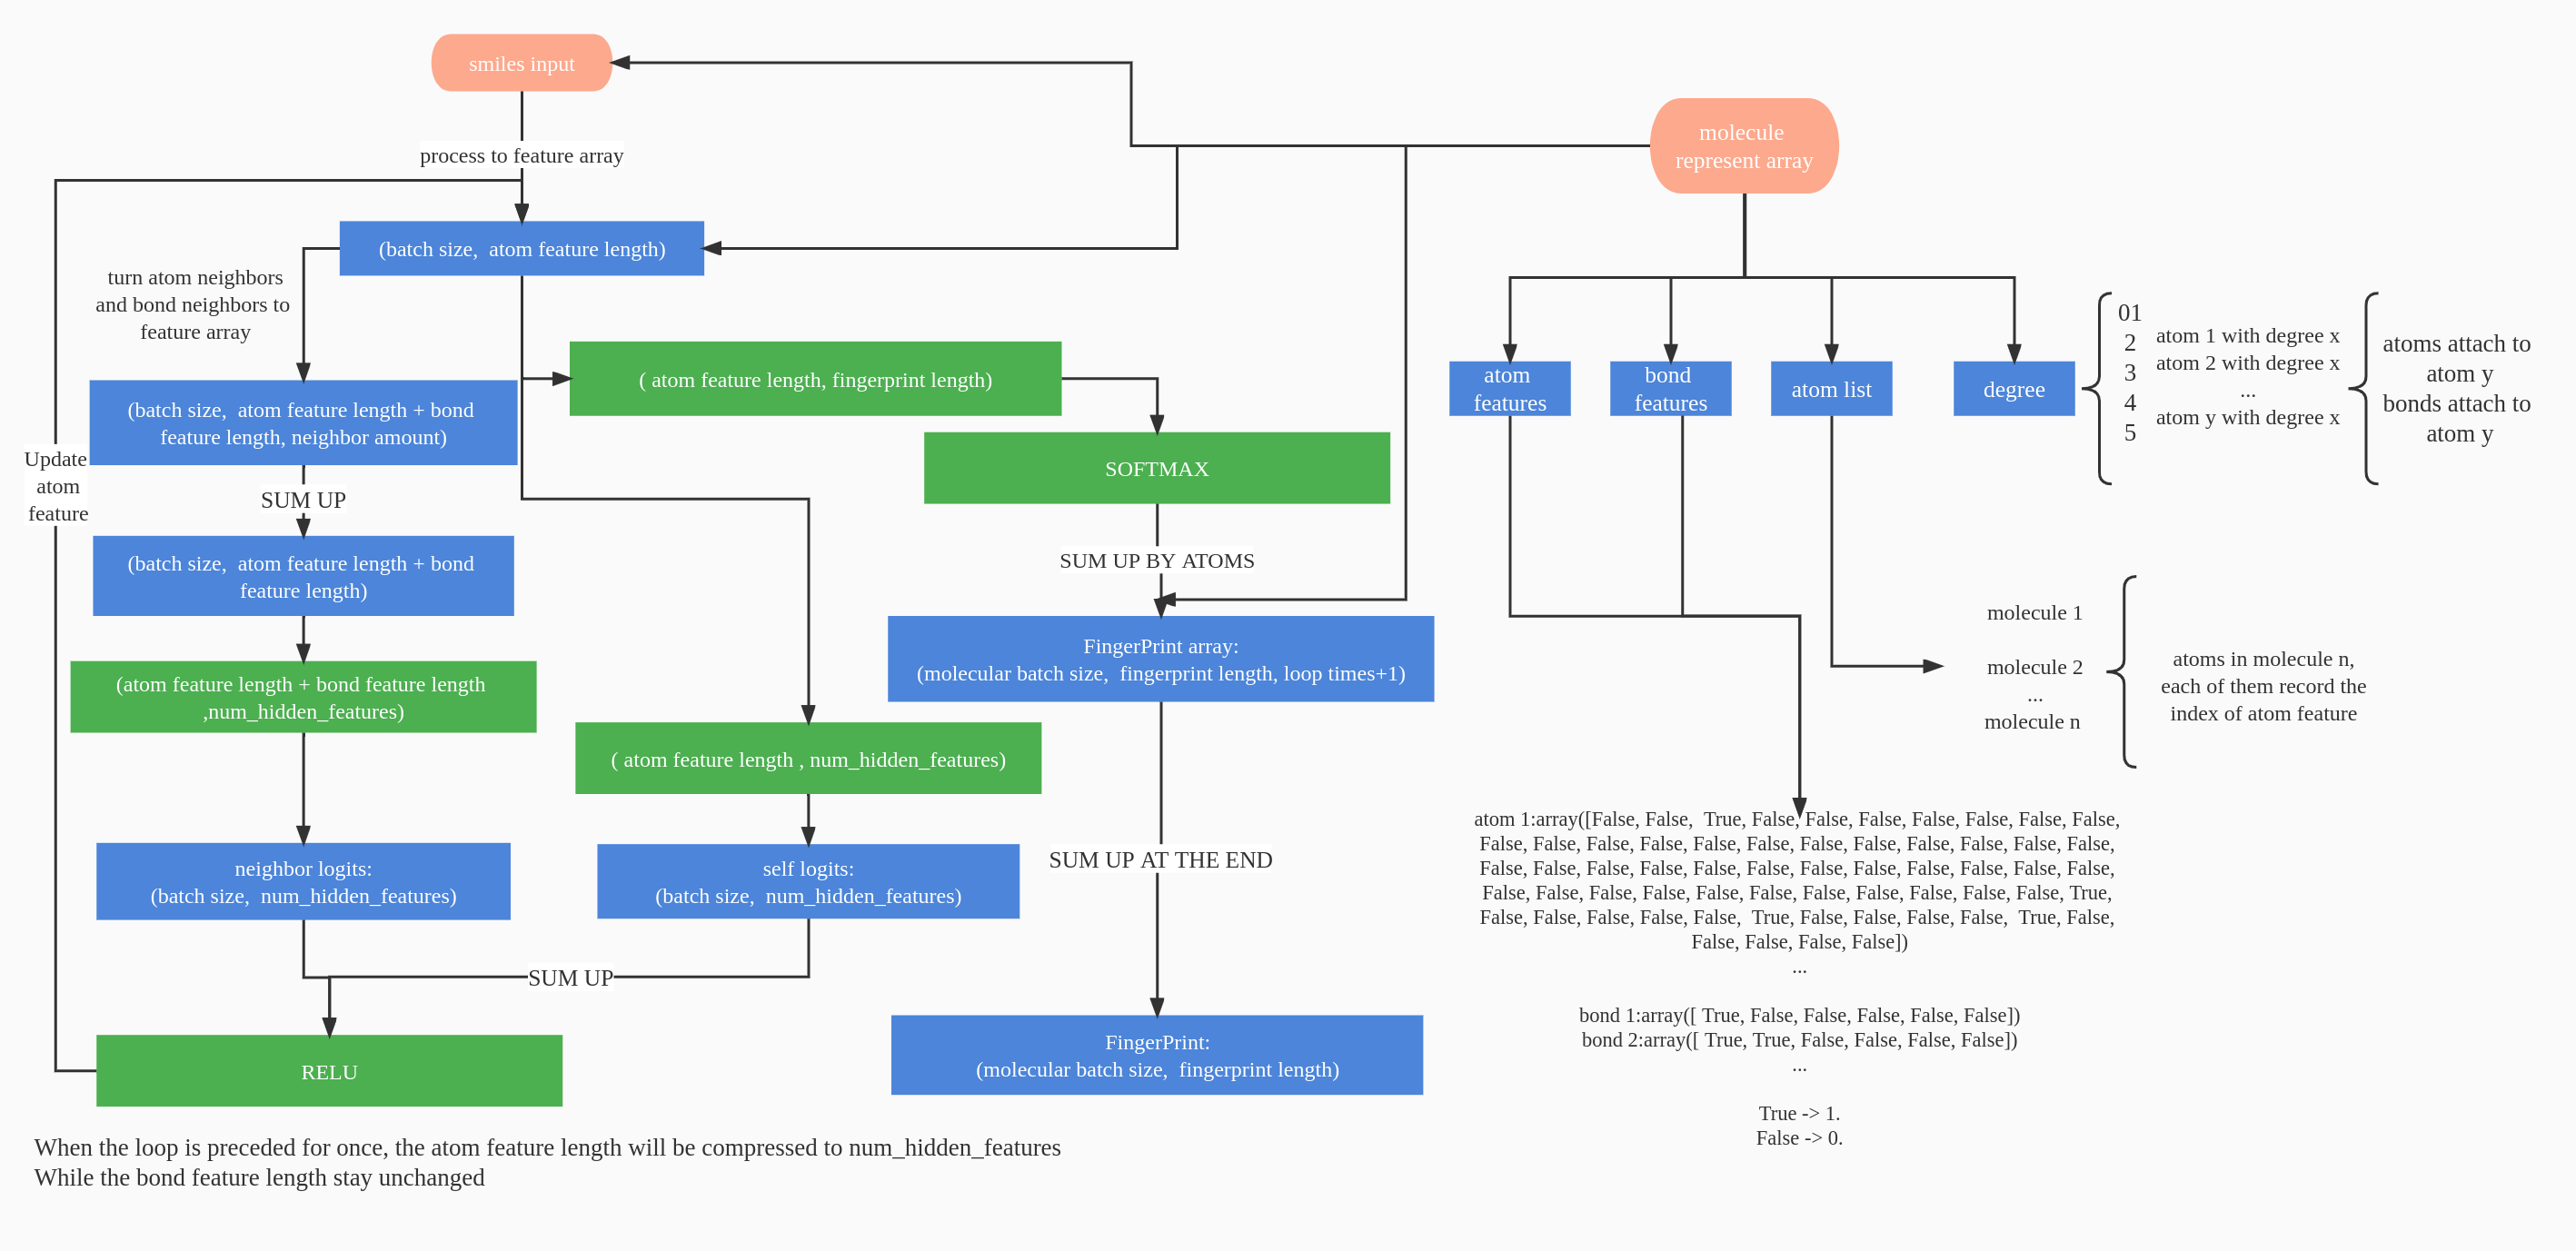 smiles input
process to feature array
(batch size,  atom feature length)
turn atom neighbors
and bond neighbors to
feature array
(batch size,  atom feature length + bond
feature length, neighbor amount)
Update
atom
feature
SUM UP
(batch size,  atom feature length + bond
feature length)
(atom feature length + bond feature length
,num_hidden_features)
neighbor logits:
(batch size,  num_hidden_features)
( atom feature length, fingerprint length)
SOFTMAX
SUM UP BY ATOMS
FingerPrint array:
(molecular batch size,  fingerprint length, loop times+1)
( atom feature length , num_hidden_features)
self logits:
(batch size,  num_hidden_features)
SUM UP
RELU
SUM UP AT THE END
FingerPrint:
(molecular batch size,  fingerprint length)
When the loop is preceded for once, the atom feature length will be compressed to num_hidden_features
While the bond feature length stay unchanged
molecule
represent array
atom
features
bond
features
atom list
degree
01
2
3
4
5
atom 1 with degree x
atom 2 with degree x
...
atom y with degree x
atoms attach to
atom y
bonds attach to
atom y
molecule 1
molecule 2
...
molecule n
atoms in molecule n,
each of them record the
index of atom feature
atom 1:array([False, False,  True, False, False, False, False, False, False, False,
False, False, False, False, False, False, False, False, False, False, False, False,
False, False, False, False, False, False, False, False, False, False, False, False,
False, False, False, False, False, False, False, False, False, False, False, True,
False, False, False, False, False,  True, False, False, False, False,  True, False,
False, False, False, False])
...
bond 1:array([ True, False, False, False, False, False])
bond 2:array([ True, True, False, False, False, False])
...
True -> 1.
False -> 0.